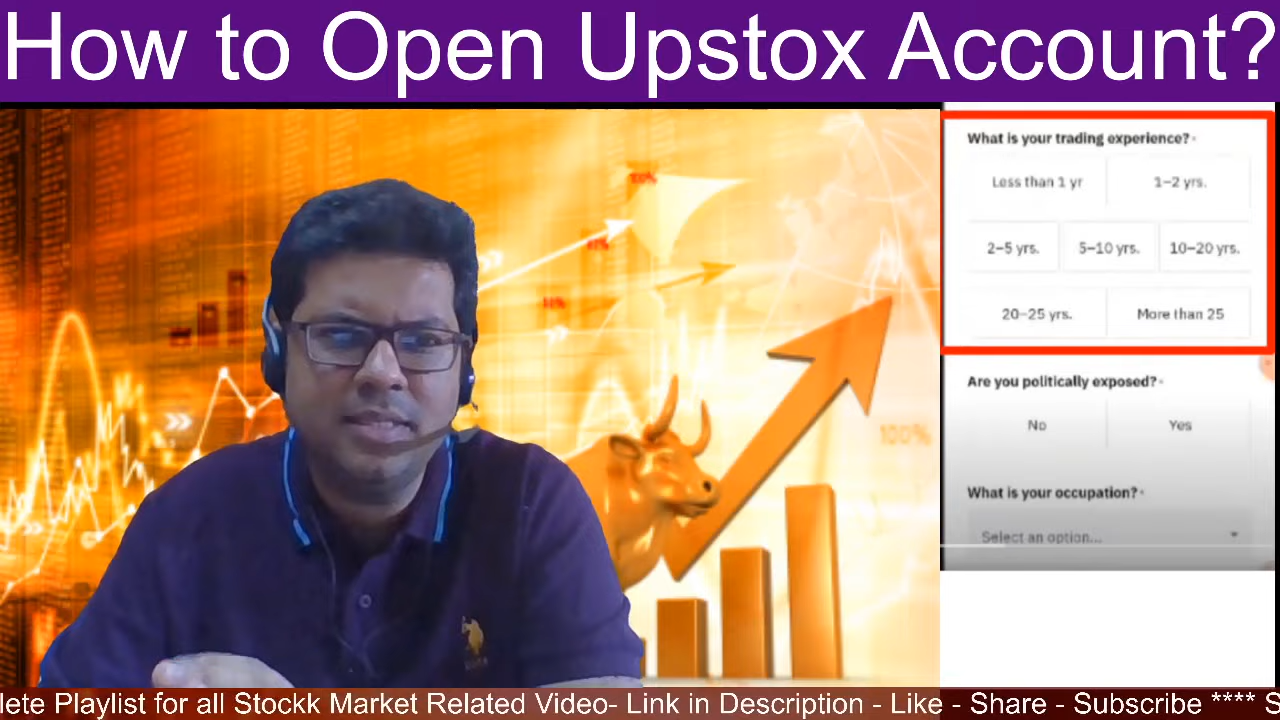 How to Open Upstox Account?
What is your trading experience?
Less than 1 yr
1–2 yrs.
2–5 yrs.
5–10 yrs.
10–20 yrs.
20–25 yrs.
More than 25
Are you politically exposed?
No
Yes
What is your occupation?
Select an option...
100%
lete Playlist for all Stockk Market Related Video- Link in Description - Like - Share - Subscribe **** S